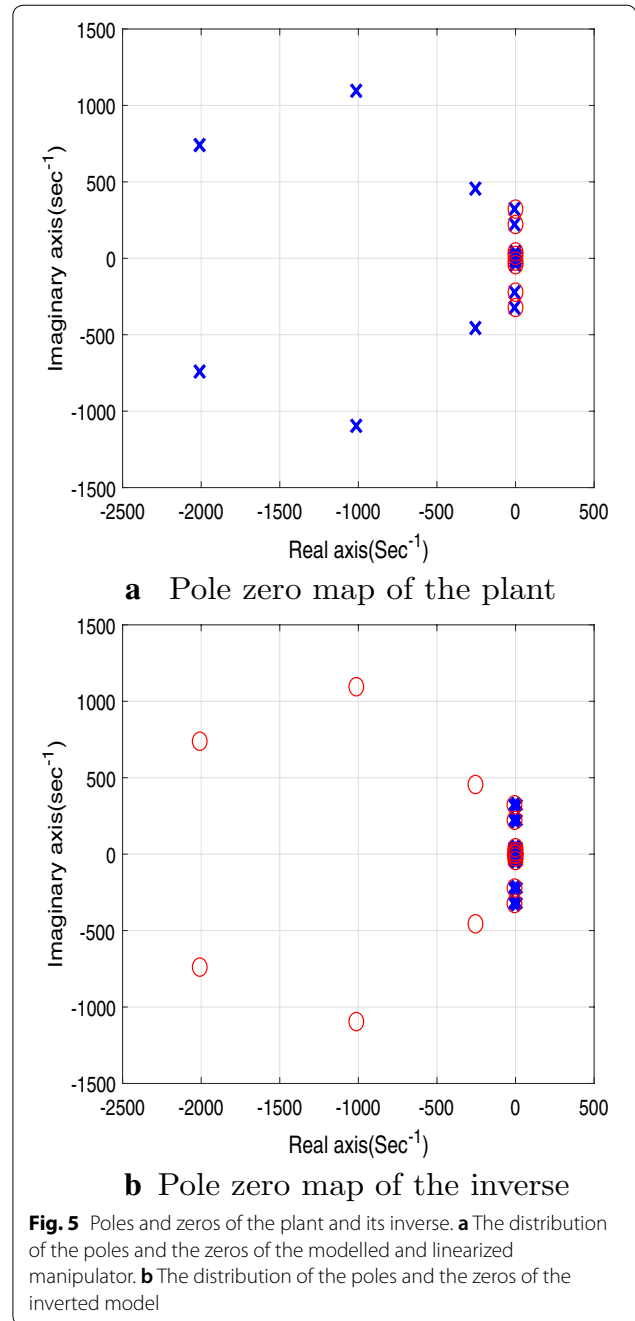 1500
1000
500
0
-500
-1000
-1500
Imaginary axis(sec⁻¹)
-2500 -2000 -1500 -1000 -500 0 500
Real axis(Sec⁻¹)
a Pole zero map of the plant
1500
1000
500
0
-500
-1000
-1500
Imaginary axis(sec⁻¹)
-2500 -2000 -1500 -1000 -500 0 500
Real axis(Sec⁻¹)
b Pole zero map of the inverse
Fig. 5 Poles and zeros of the plant and its inverse. a The distribution
of the poles and the zeros of the modelled and linearized
manipulator. b The distribution of the poles and the zeros of the
inverted model